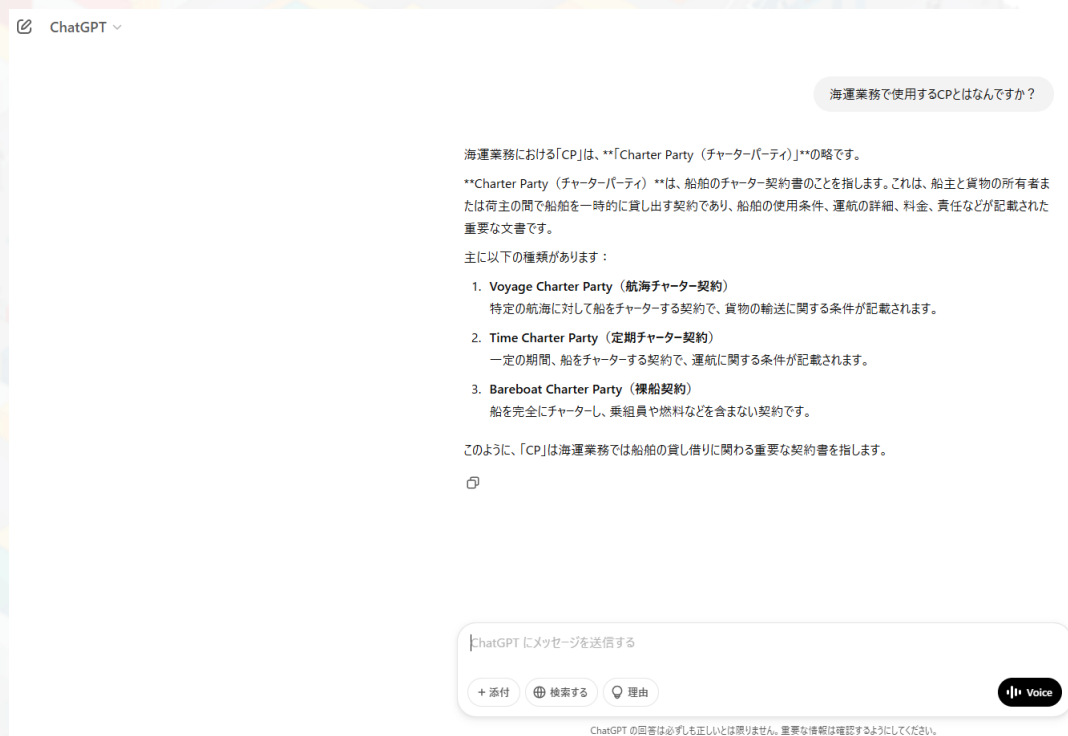 ChatGPT
海運業務で使用するCPとはなんですか？
海運業務における「CP」は、**「Charter Party（チャーターパーティ）」**の略です。
**Charter Party（チャーターパーティ）**は、船舶のチャーター契約書のことを指します。これは、船主と貨物の所有者ま
たは荷主の間で船舶を一時的に貸し出す契約であり、船舶の使用条件、運航の詳細、料金、責任などが記載された
重要な文書です。
主に以下の種類があります：
1. Voyage Charter Party（航海チャーター契約）
特定の航海に対して船をチャーターする契約で、貨物の輸送に関する条件が記載されます。
2. Time Charter Party（定期チャーター契約）
一定の期間、船をチャーターする契約で、運航に関する条件が記載されます。
3. Bareboat Charter Party（裸船契約）
船を完全にチャーターし、乗組員や燃料などを含まない契約です。
このように、「CP」は海運業務では船舶の貸し借りに関わる重要な契約書を指します。
ChatGPT にメッセージを送信する
+ 添付
検索する
理由
Voice
ChatGPT の回答は必ずしも正しいとは限りません。重要な情報は確認するようにしてください。